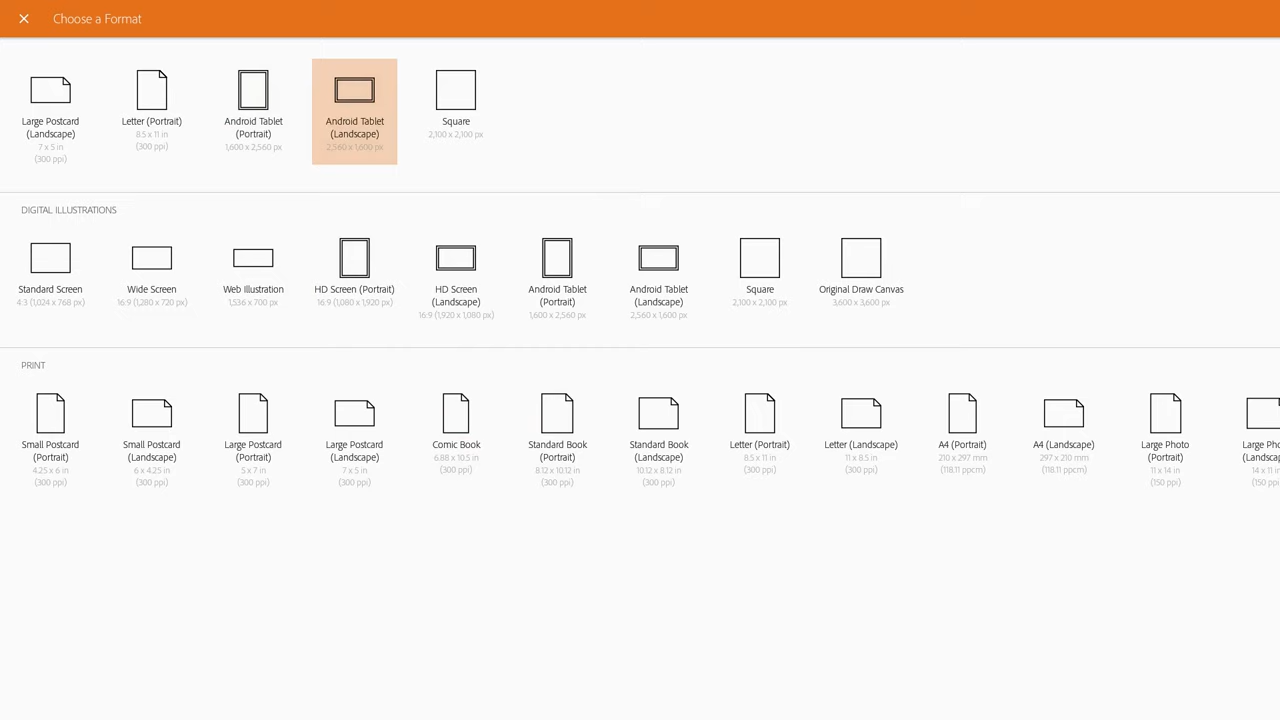 Choose a Format
Large Postcard
(Landscape)
7 x 5 in
(300 ppi)
Letter (Portrait)
8.5 x 11 in
(300 ppi)
Android Tablet
(Portrait)
1,600 x 2,560 px
Android Tablet
(Landscape)
2,560 x 1,600 px
Square
2,100 x 2,100 px
DIGITAL ILLUSTRATIONS
Standard Screen
4:3 (1,024 x 768 px)
Wide Screen
16:9 (1,280 x 720 px)
Web Illustration
1,536 x 700 px
HD Screen (Portrait)
16:9 (1,080 x 1,920 px)
HD Screen
(Landscape)
16:9 (1,920 x 1,080 px)
Android Tablet
(Portrait)
1,600 x 2,560 px
Android Tablet
(Landscape)
2,560 x 1,600 px
Square
2,100 x 2,100 px
Original Draw Canvas
3,600 x 3,600 px
PRINT
Small Postcard
(Portrait)
4.25 x 6 in
(300 ppi)
Small Postcard
(Landscape)
6 x 4.25 in
(300 ppi)
Large Postcard
(Portrait)
5 x 7 in
(300 ppi)
Large Postcard
(Landscape)
7 x 5 in
(300 ppi)
Comic Book
6.88 x 10.5 in
(300 ppi)
Standard Book
(Portrait)
8.12 x 10.12 in
(300 ppi)
Standard Book
(Landscape)
10.12 x 8.12 in
(300 ppi)
Letter (Portrait)
8.5 x 11 in
(300 ppi)
Letter (Landscape)
11 x 8.5 in
(300 ppi)
A4 (Portrait)
210 x 297 mm
(118.11 ppcm)
A4 (Landscape)
297 x 210 mm
(118.11 ppcm)
Large Photo
(Portrait)
11 x 14 in
(150 ppi)
Large Pho
(Landscap
14 x 11 in
(150 ppi)